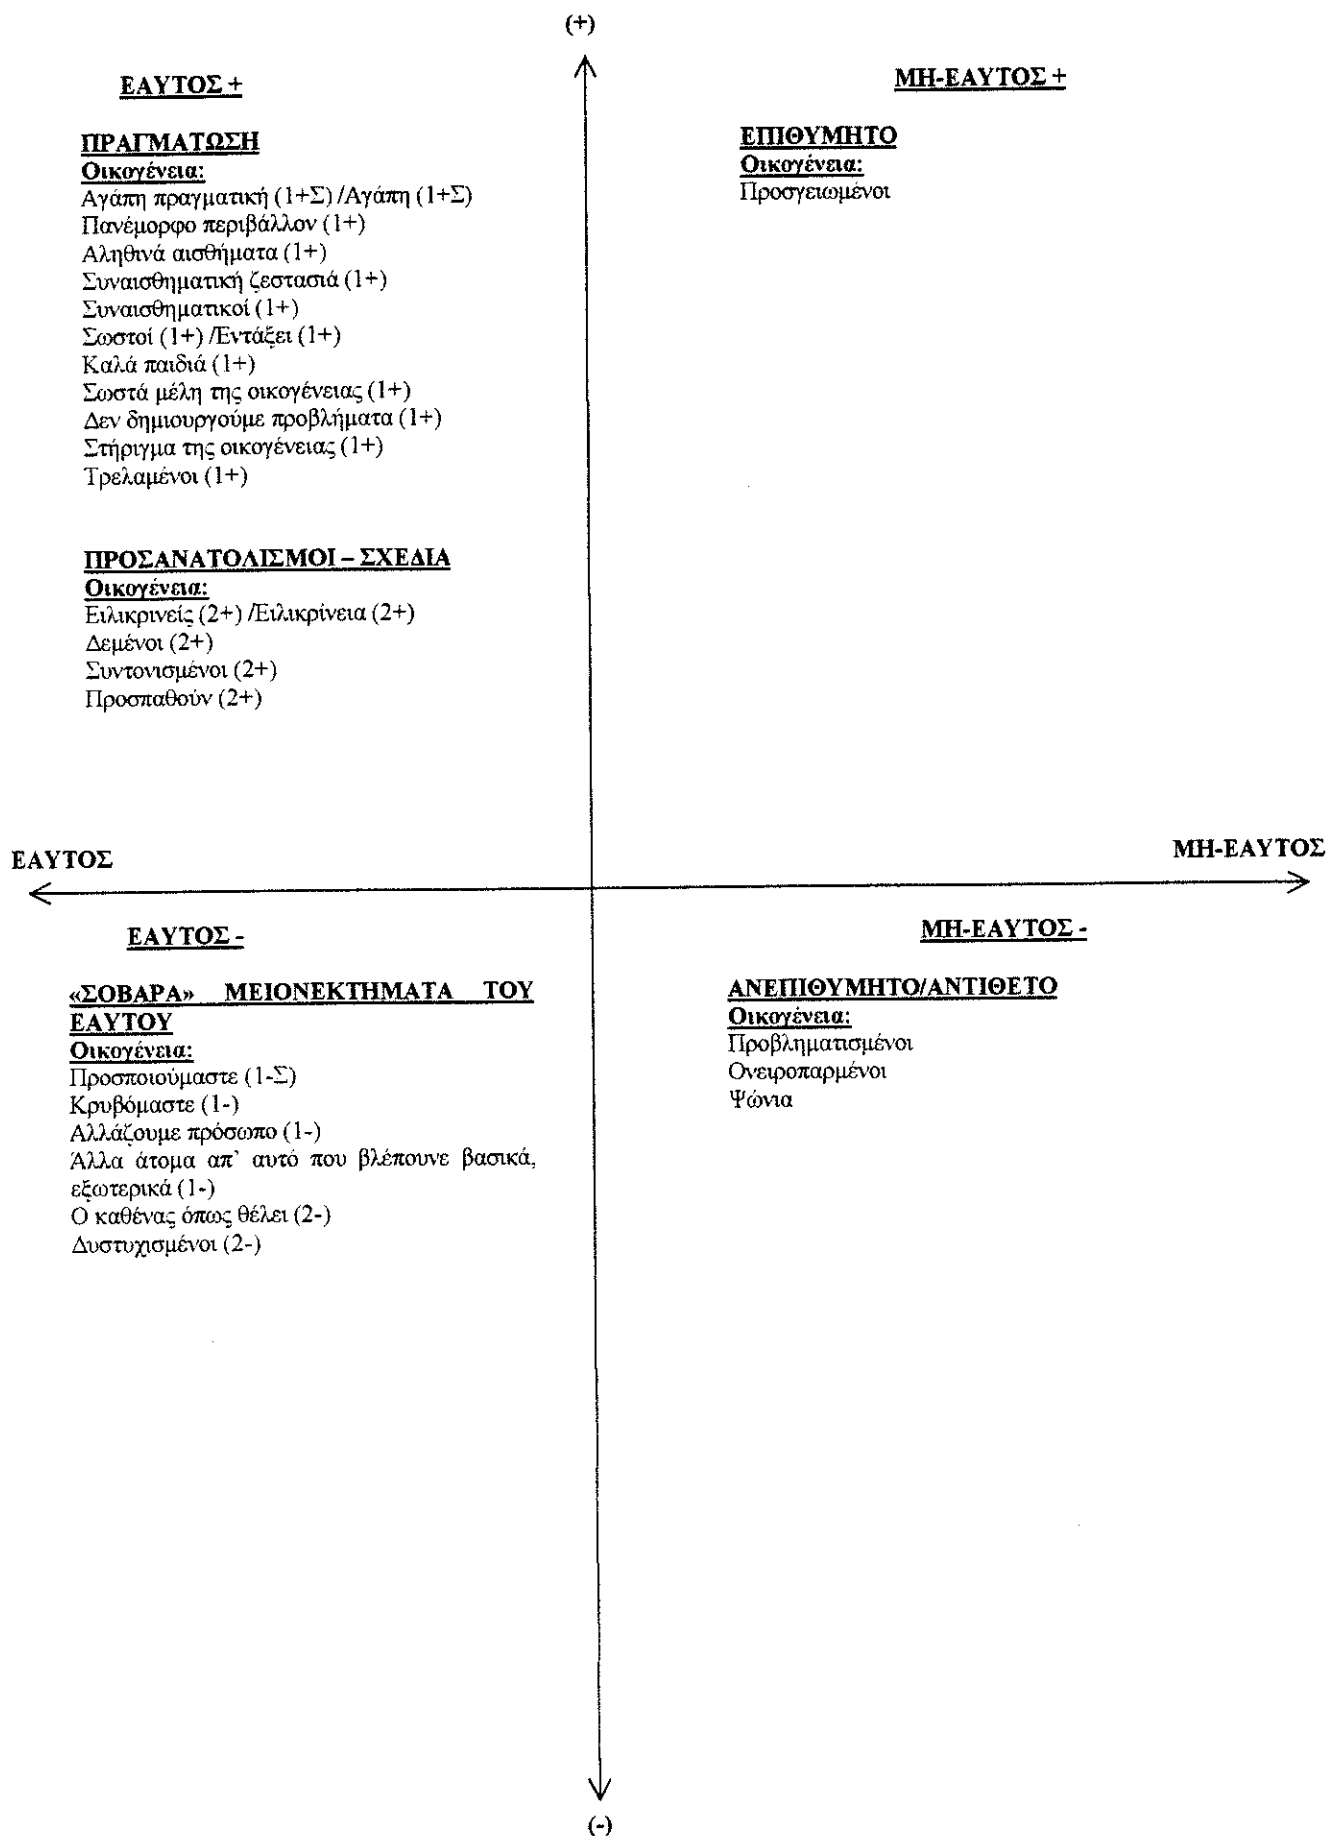 (+)
ΕΑΥΤΟΣ +
ΠΡΑΓΜΑΤΩΣΗ
Οικογένεια:
Αγάπη πραγματική (1+Σ) /Αγάπη (1+Σ)
Πανέμορφο περιβάλλον (1+)
Αληθινά αισθήματα (1+)
Συναισθηματική ζεστασιά (1+)
Συναισθηματικοί (1+)
Σωστοί (1+) /Εντάξει (1+)
Καλά παιδιά (1+)
Σωστά μέλη της οικογένειας (1+)
Δεν δημιουργούμε προβλήματα (1+)
Στήριγμα της οικογένειας (1+)
Τρελαμένοι (1+)
ΠΡΟΣΑΝΑΤΟΛΙΣΜΟΙ – ΣΧΕΔΙΑ
Οικογένεια:
Ειλικρινείς (2+) /Ειλικρίνεια (2+)
Δεμένοι (2+)
Συντονισμένοι (2+)
Προσπαθούν (2+)
ΜΗ-ΕΑΥΤΟΣ +
ΕΠΙΘΥΜΗΤΟ
Οικογένεια:
Προσγειωμένοι
ΕΑΥΤΟΣ
ΜΗ-ΕΑΥΤΟΣ
ΕΑΥΤΟΣ -
«ΣΟΒΑΡΑ» ΜΕΙΟΝΕΚΤΗΜΑΤΑ ΤΟΥ
ΕΑΥΤΟΥ
Οικογένεια:
Προσποιούμαστε (1-Σ)
Κρυβόμαστε (1-)
Αλλάζουμε πρόσωπο (1-)
Άλλα άτομα απ' αυτό που βλέπουνε βασικά,
εξωτερικά (1-)
Ο καθένας όπως θέλει (2-)
Δυστυχισμένοι (2-)
ΜΗ-ΕΑΥΤΟΣ -
ΑΝΕΠΙΘΥΜΗΤΟ/ΑΝΤΙΘΕΤΟ
Οικογένεια:
Προβληματισμένοι
Ονειροπαρμένοι
Ψώνια
(-)